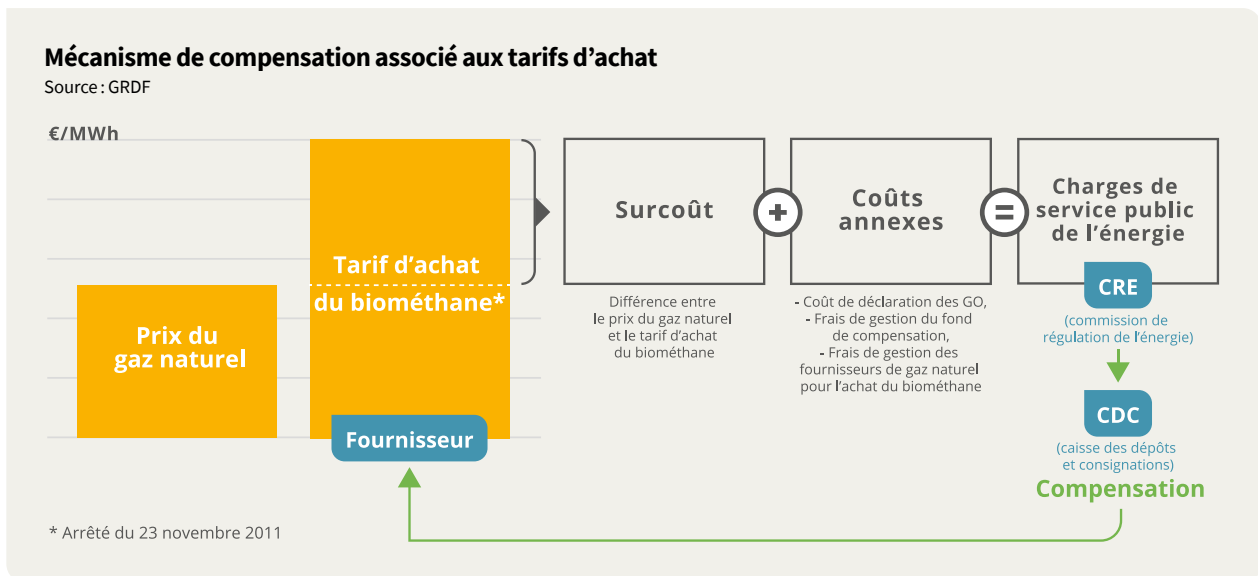 Mécanisme de compensation associé aux tarifs d'achat
Source : GRDF
€/MWh
Prix du
gaz naturel
Tarif d'achat
du biométhane*
Fournisseur
Surcoût
Différence entre
le prix du gaz naturel
et le tarif d'achat
du biométhane
+
Coûts
annexes
- Coût de déclaration des GO,
- Frais de gestion du fond
de compensation,
- Frais de gestion des
fournisseurs de gaz naturel
pour l'achat du biométhane
=
Charges de
service public
de l'énergie
CRE
(commission de
régulation de l'énergie)
CDC
(caisse des dépôts
et consignations)
Compensation
* Arrêté du 23 novembre 2011